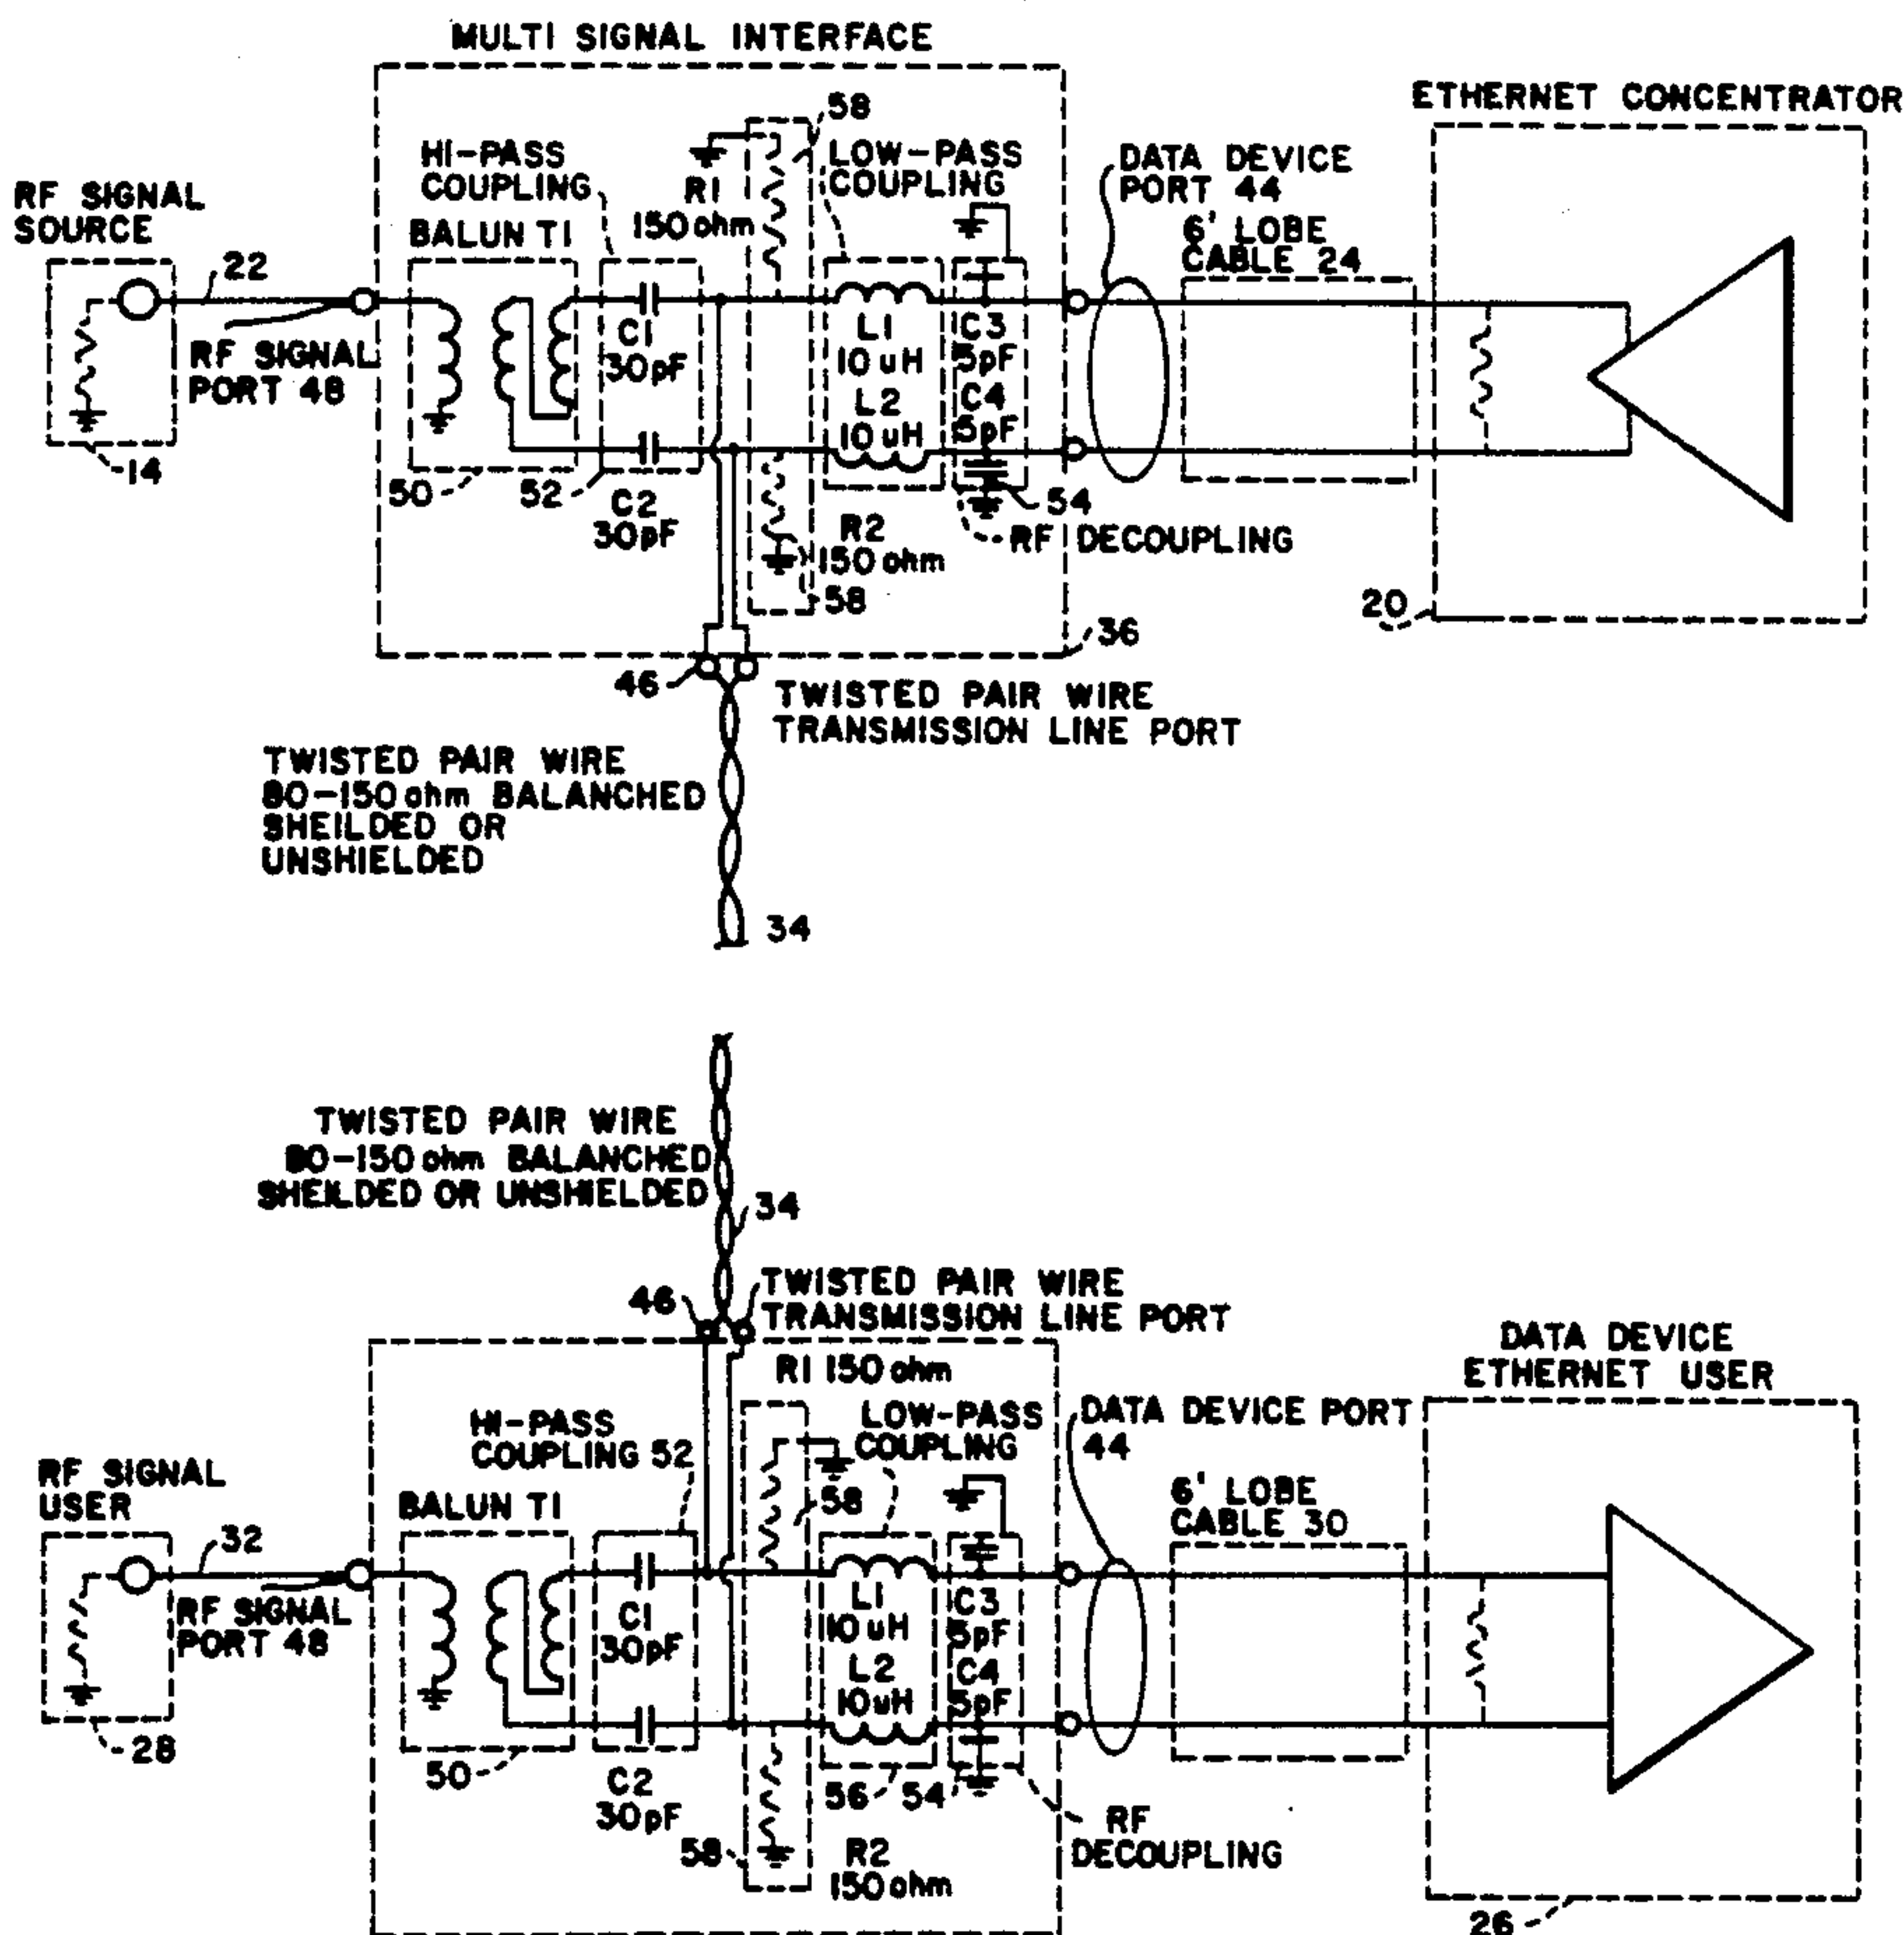 MULTI SIGNAL INTERFACE
ETHERNET CONCENTRATOR
58
HI-PASS
COUPLING
R1
150 ohm
LOW-PASS
COUPLING
DATA DEVICE
PORT 44
RF SIGNAL
SOURCE
BALUN T1
6' LOBE
CABLE 24
22
RF SIGNAL
PORT 48
C1
30pF
L1
10uH
L2
10uH
C3
5pF
C4
5pF
14
50
52
C2
30pF
R2
150 ohm
58
54
RF DECOUPLING
20
36
46
TWISTED PAIR WIRE
TRANSMISSION LINE PORT
TWISTED PAIR WIRE
80-150 ohm BALANCHED
SHEILDED OR
UNSHIELDED
34
TWISTED PAIR WIRE
80-150 ohm BALANCHED
SHEILDED OR UNSHIELDED
34
46
TWISTED PAIR WIRE
TRANSMISSION LINE PORT
R1 150 ohm
DATA DEVICE
ETHERNET USER
HI-PASS
COUPLING 52
LOW-PASS
COUPLING
DATA DEVICE PORT
44
RF SIGNAL
USER
BALUN T1
58
6' LOBE
CABLE 30
32
RF SIGNAL
PORT 48
C1
30pF
L1
10uH
L2
10uH
C3
5pF
C4
5pF
28
50
C2
30pF
56
54
RF
DECOUPLING
58
R2
150 ohm
26